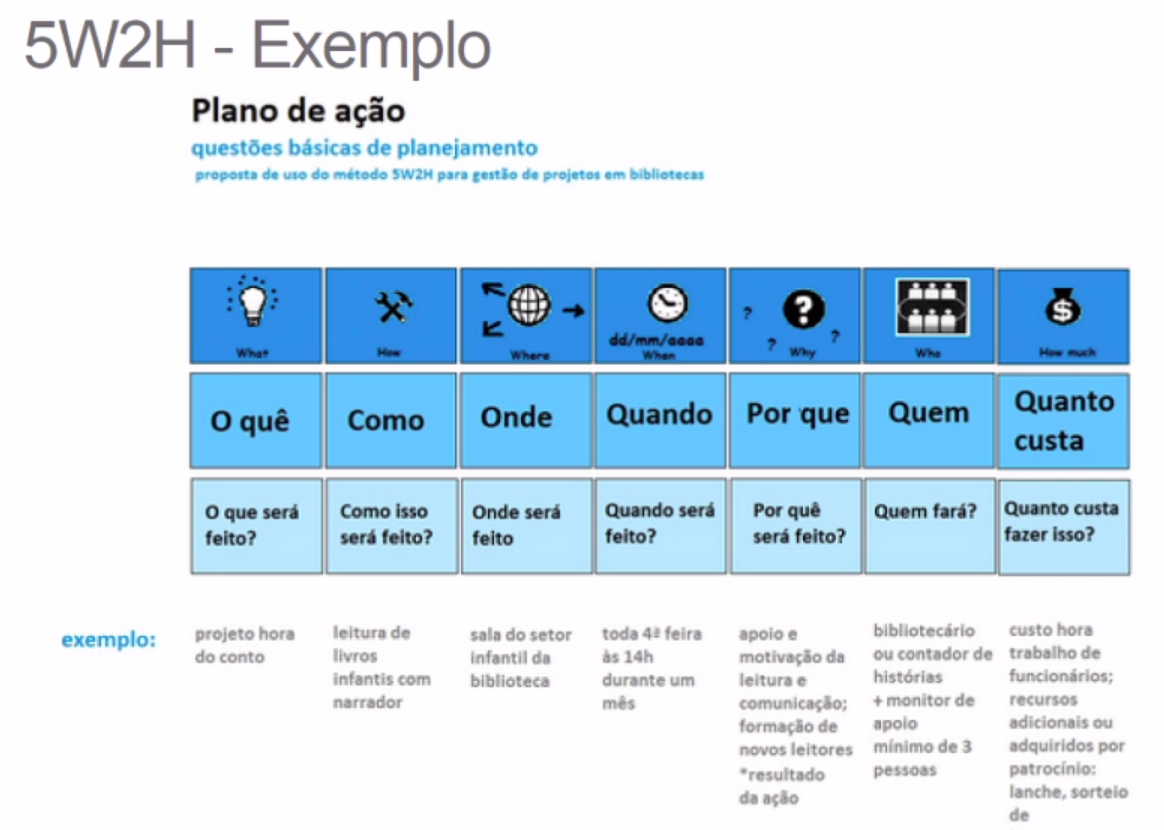 5W2H - Exemplo
Plano de ação
questões básicas de planejamento
proposta de uso do método 5W2H para gestão de projetos em bibliotecas
What
How
Where
dd/mm/aaaa
When
? ? ? ?
Why
Who
$
How much
O quê
Como
Onde
Quando
Por que
Quem
Quanto
custa
O que será
feito?
Como isso
será feito?
Onde será
feito
Quando será
feito?
Por quê
será feito?
Quem fará?
Quanto custa
fazer isso?
exemplo:
projeto hora
do conto
leitura de
livros
infantis com
narrador
sala do setor
infantil da
biblioteca
toda 4ª feira
às 14h
durante um
mês
apoio e
motivação da
leitura e
comunicação;
formação de
novos leitores
*resultado
da ação
bibliotecário
ou contador de
histórias
+ monitor de
apoio
mínimo de 3
pessoas
custo hora
trabalho de
funcionários;
recursos
adicionais ou
adquiridos por
patrocínio:
lanche, sorteio
de